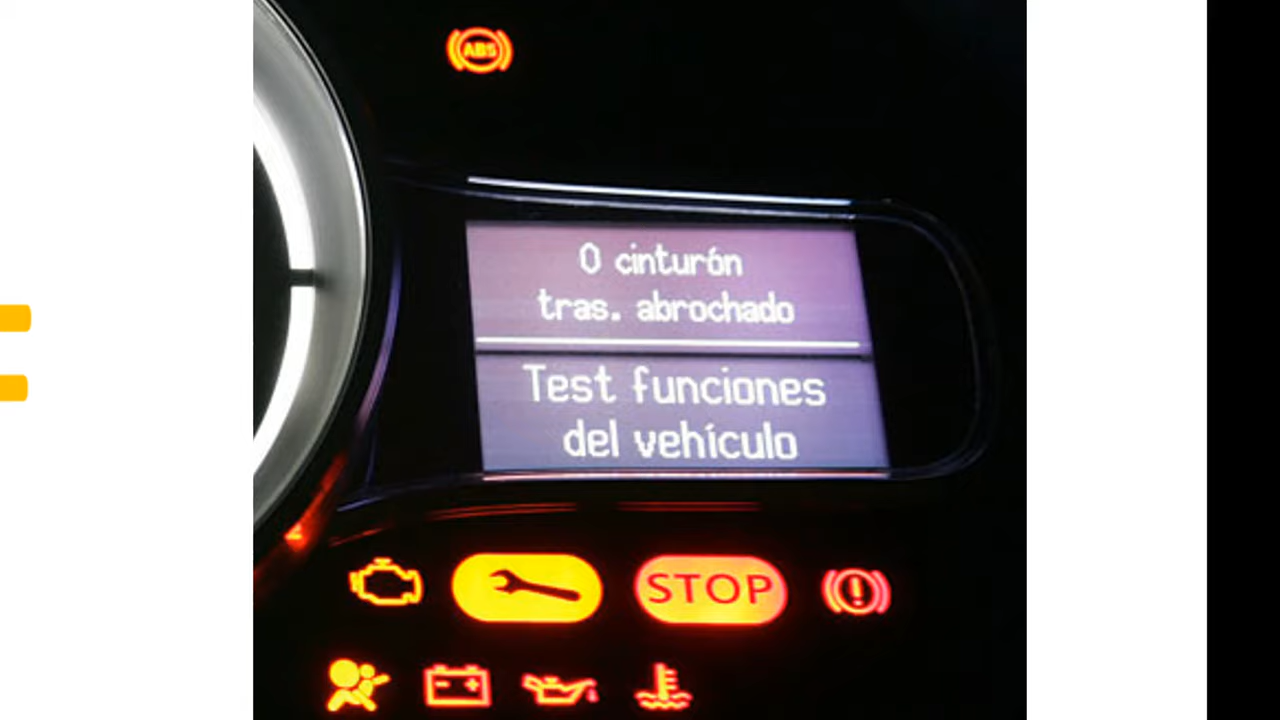 ABS
0 cinturón
tras. abrochado
Test funciones
del vehículo
STOP